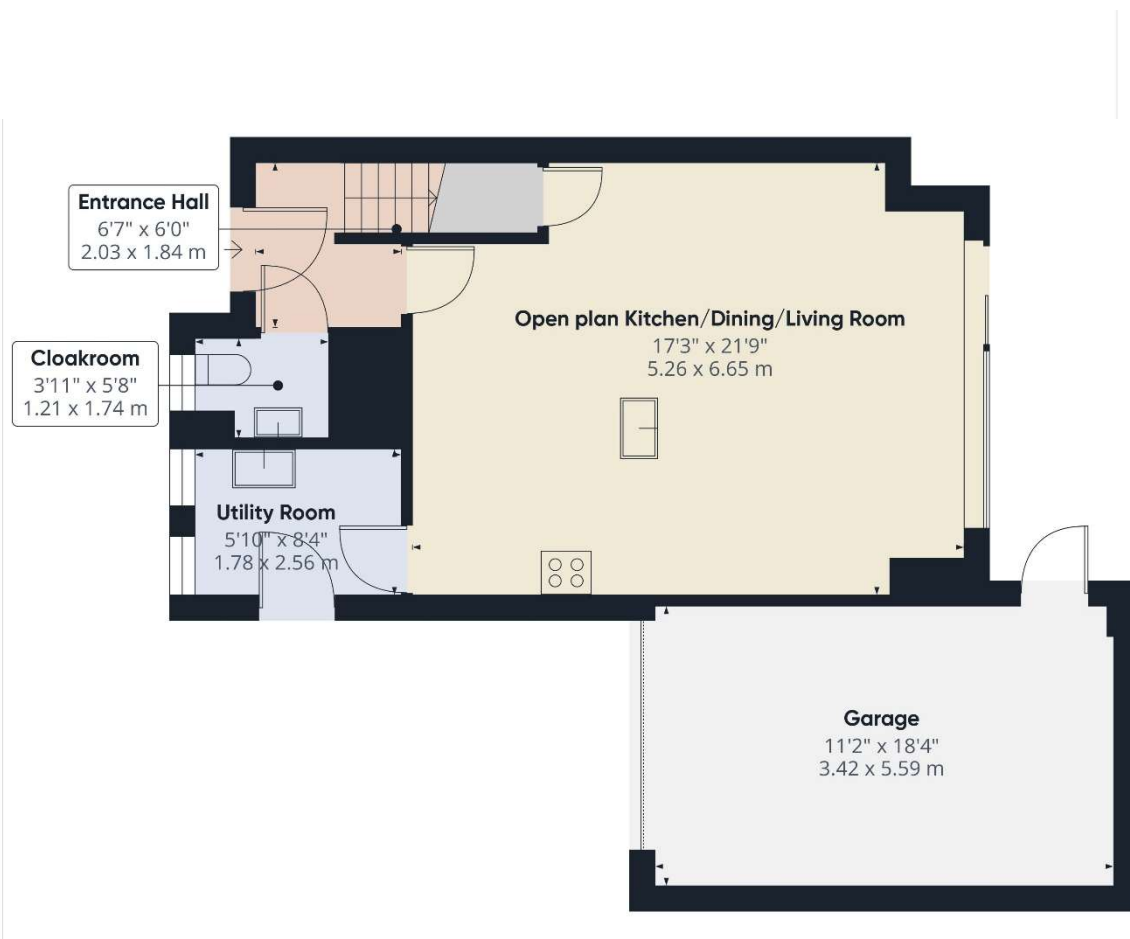 Entrance Hall
6'7" x 6'0"
2.03 x 1.84 m
Open plan Kitchen/Dining/Living Room
17'3" x 21'9"
5.26 x 6.65 m
Cloakroom
3'11" x 5'8"
1.21 x 1.74 m
Utility Room
5'10" x 8'4"
1.78 x 2.56 m
Garage
11'2" x 18'4"
3.42 x 5.59 m